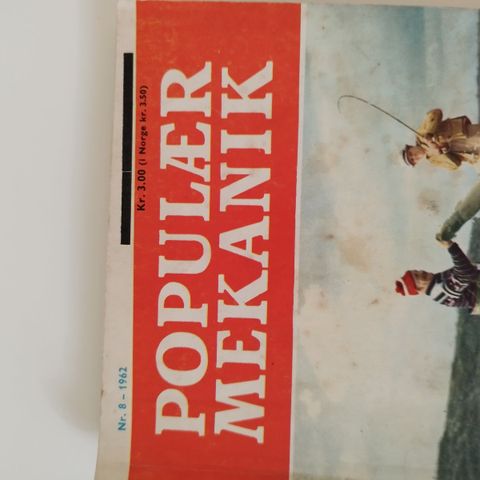 Nr. 8 – 1962
Kr. 3.00 (i Norge kr. 3.50)
POPULÆR
MEKANIK